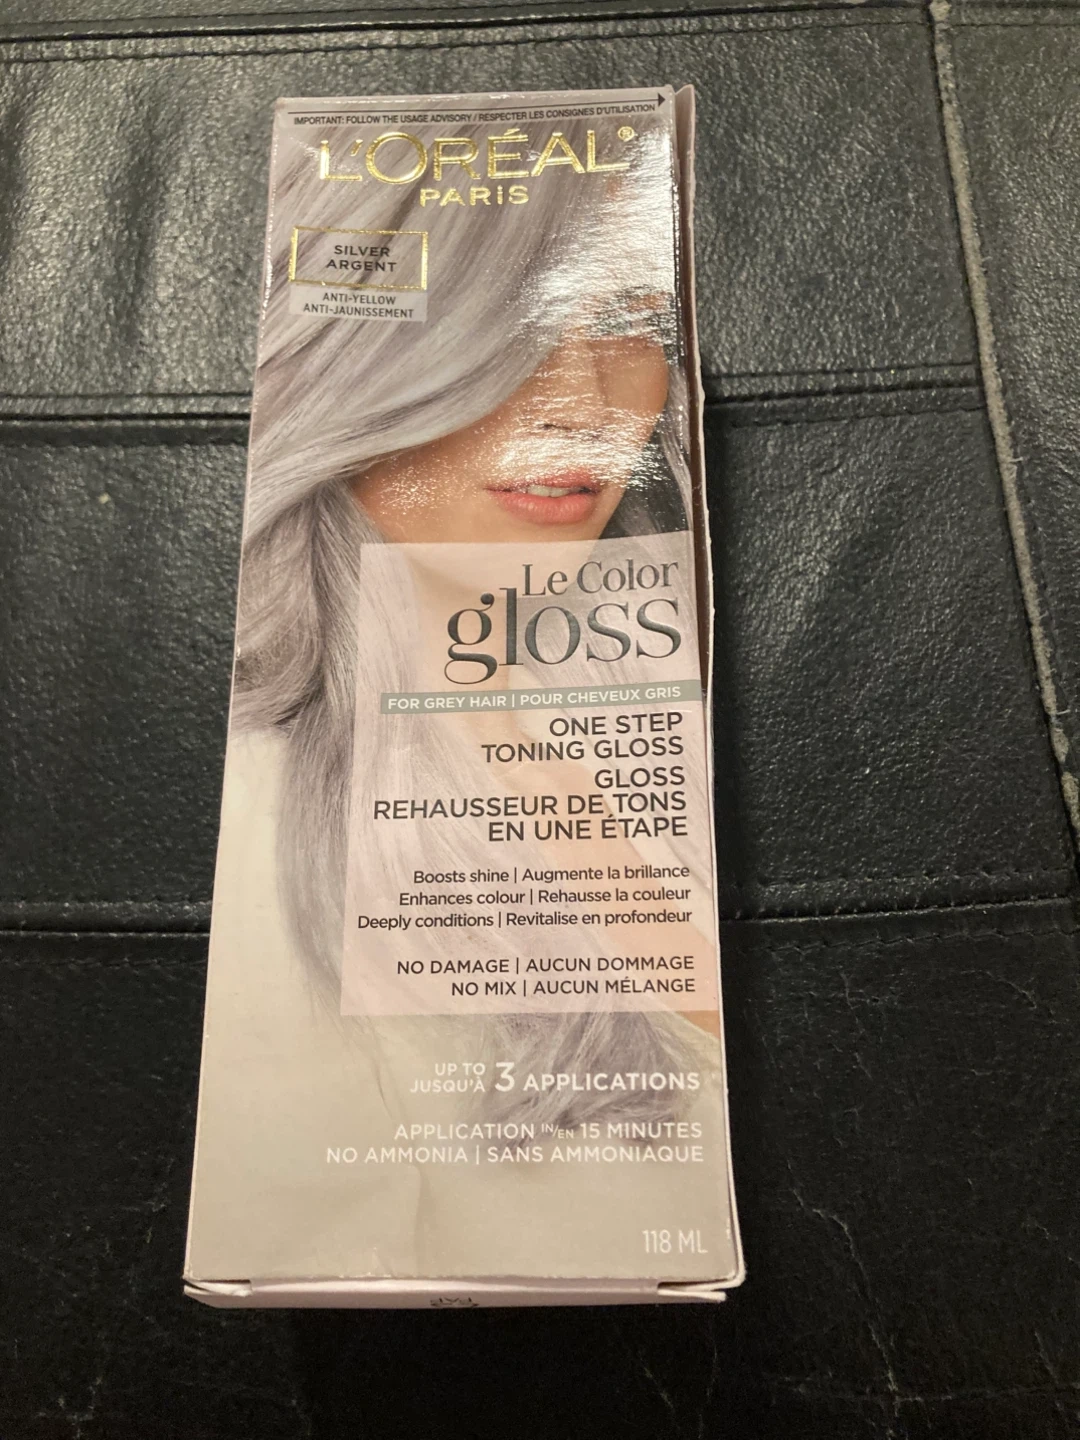 IMPORTANT: FOLLOW THE USAGE ADVISORY / RESPECTER LES CONSIGNES D'UTILISATION
L'ORÉAL®
PARIS
SILVER
ARGENT
ANTI-YELLOW
ANTI-JAUNISSEMENT
Le Color
gloss
FOR GREY HAIR | POUR CHEVEUX GRIS
ONE STEP
TONING GLOSS
GLOSS
REHAUSSEUR DE TONS
EN UNE ÉTAPE
Boosts shine | Augmente la brillance
Enhances colour | Rehausse la couleur
Deeply conditions | Revitalise en profondeur
NO DAMAGE | AUCUN DOMMAGE
NO MIX | AUCUN MÉLANGE
UP TO
JUSQU'À 3 APPLICATIONS
APPLICATION IN/EN 15 MINUTES
NO AMMONIA | SANS AMMONIAQUE
118 ML